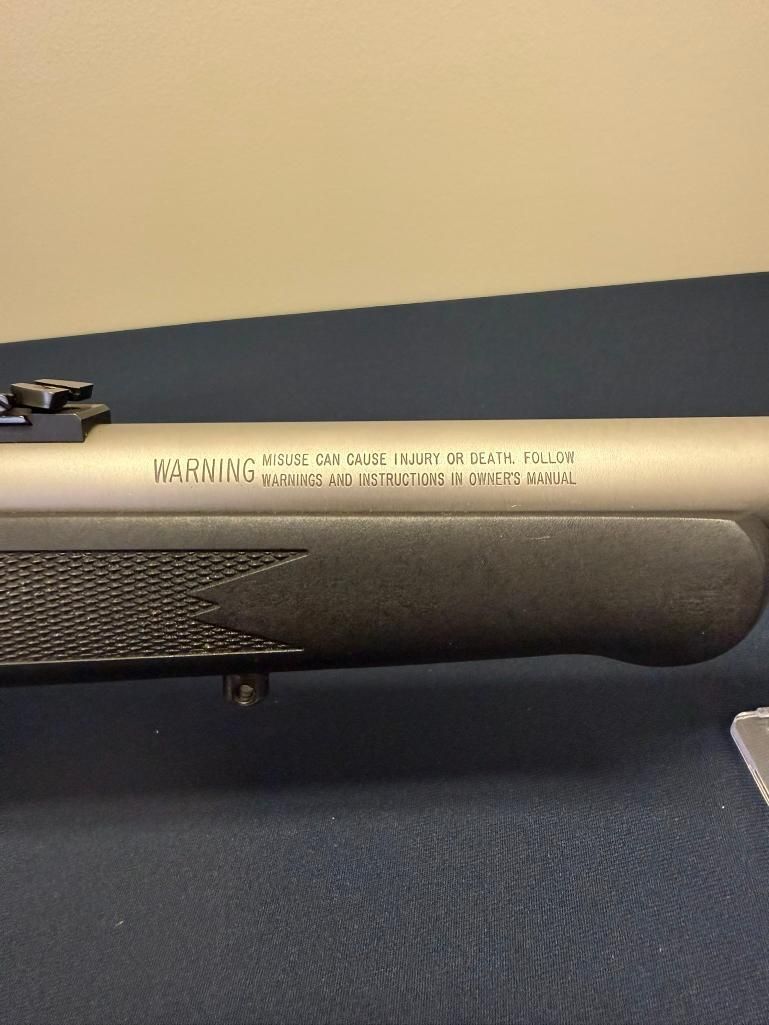 WARNING MISUSE CAN CAUSE INJURY OR DEATH. FOLLOW
WARNINGS AND INSTRUCTIONS IN OWNER'S MANUAL